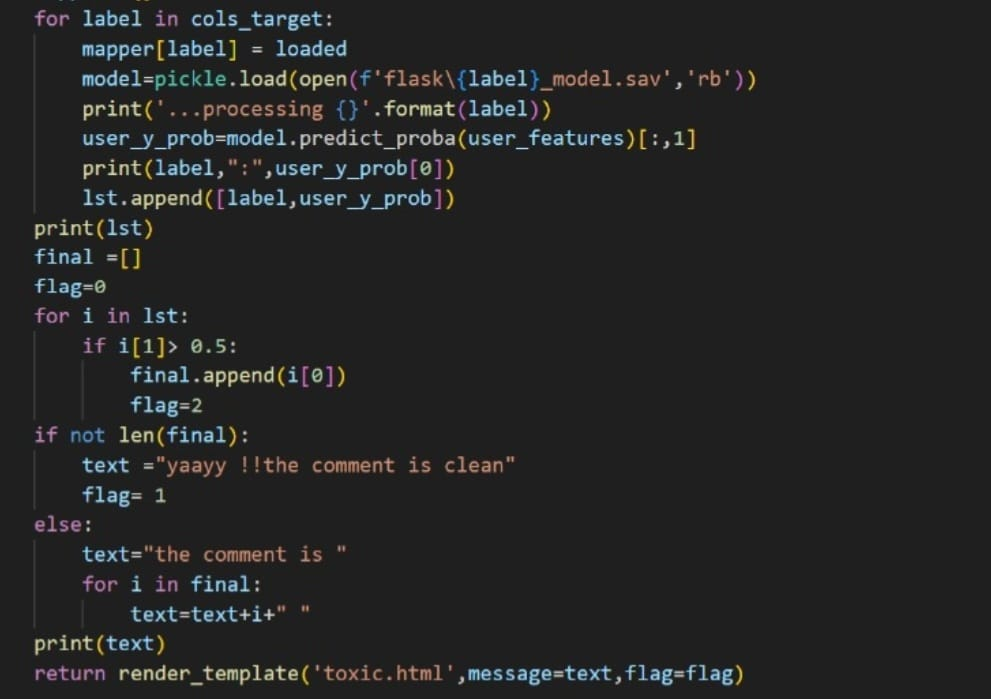 for label in cols_target:
    mapper[label] = loaded
    model=pickle.load(open(f'flask\{label}_model.sav','rb'))
    print('...processing {}'.format(label))
    user_y_prob=model.predict_proba(user_features)[:,1]
    print(label,":",user_y_prob[0])
    lst.append([label,user_y_prob])
print(lst)
final =[]
flag=0
for i in lst:
    if i[1]> 0.5:
        final.append(i[0])
        flag=2
if not len(final):
    text ="yaayy !!the comment is clean"
    flag= 1
else:
    text="the comment is "
    for i in final:
        text=text+i+" "
print(text)
return render_template('toxic.html',message=text,flag=flag)